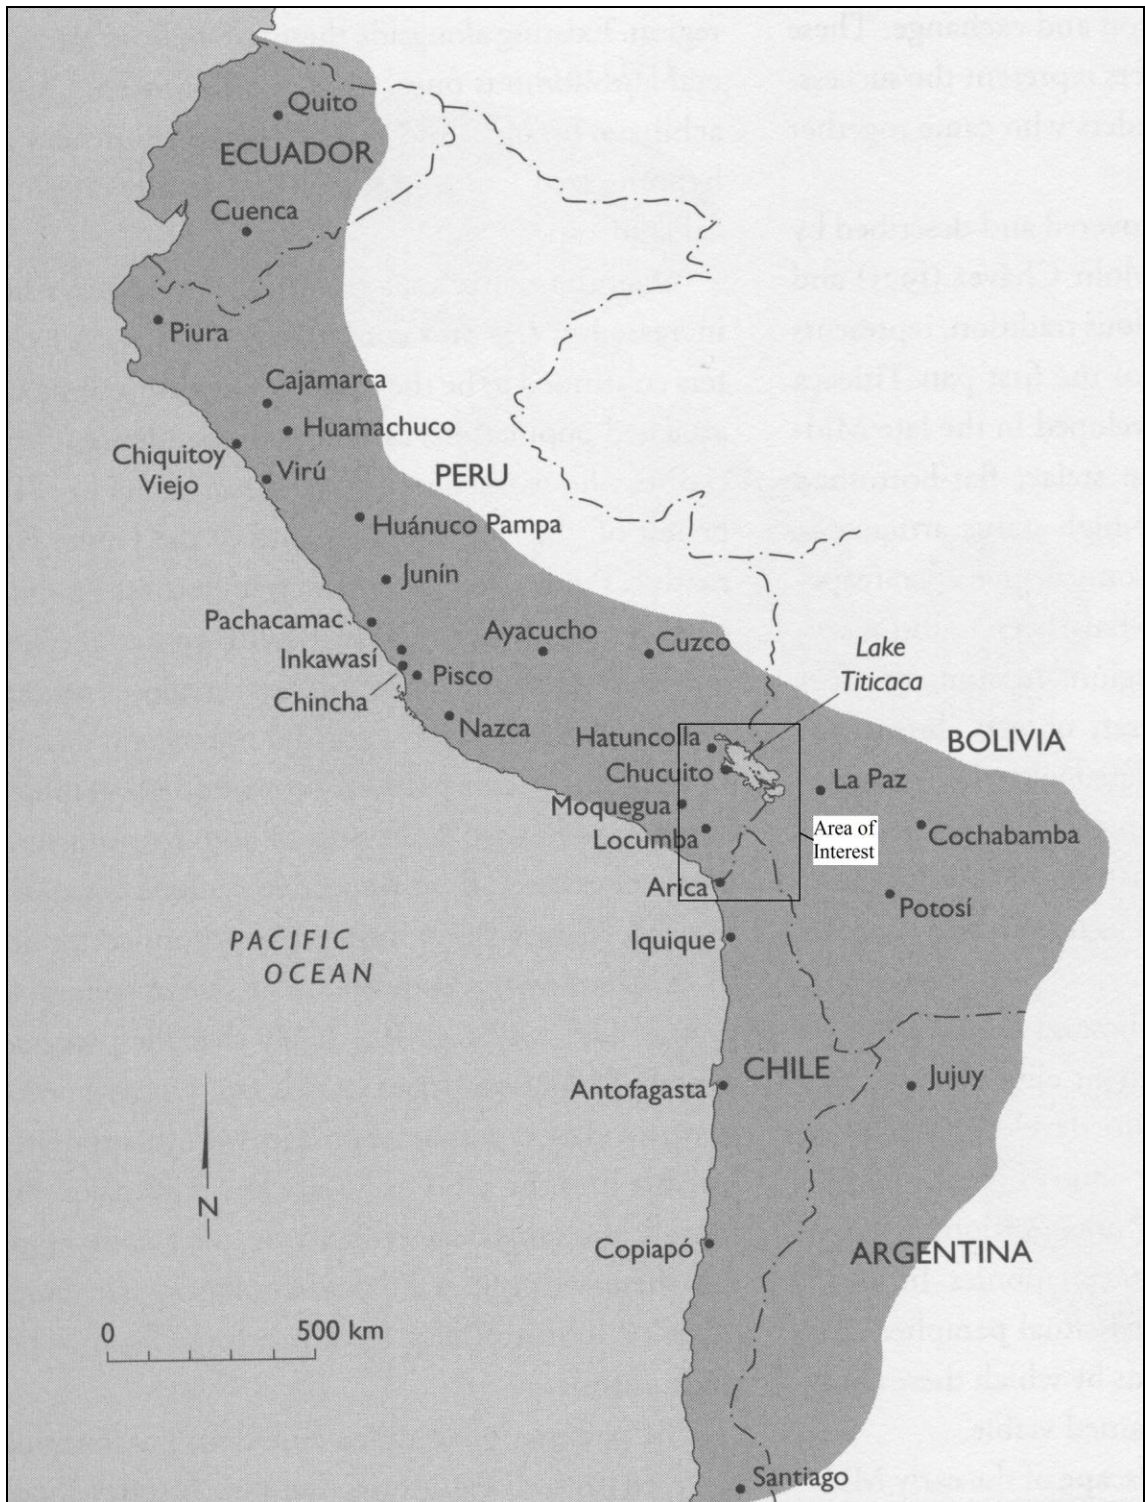 Quito
ECUADOR
Cuenca
Piura
Cajamarca
Huamachuco
Chiquitoy
Viejo
Virú
PERU
Huánuco Pampa
Junín
Pachacamac
Ayacucho
Cuzco
Lake
Titicaca
Inkawasí
Pisco
Chincha
Nazca
Hatuncolla
BOLIVIA
Chucuito
La Paz
Moquegua
Area of
Interest
Locumba
Cochabamba
Arica
Potosí
Iquique
PACIFIC
OCEAN
CHILE
Jujuy
Antofagasta
N
Copiapó
ARGENTINA
0 500 km
Santiago